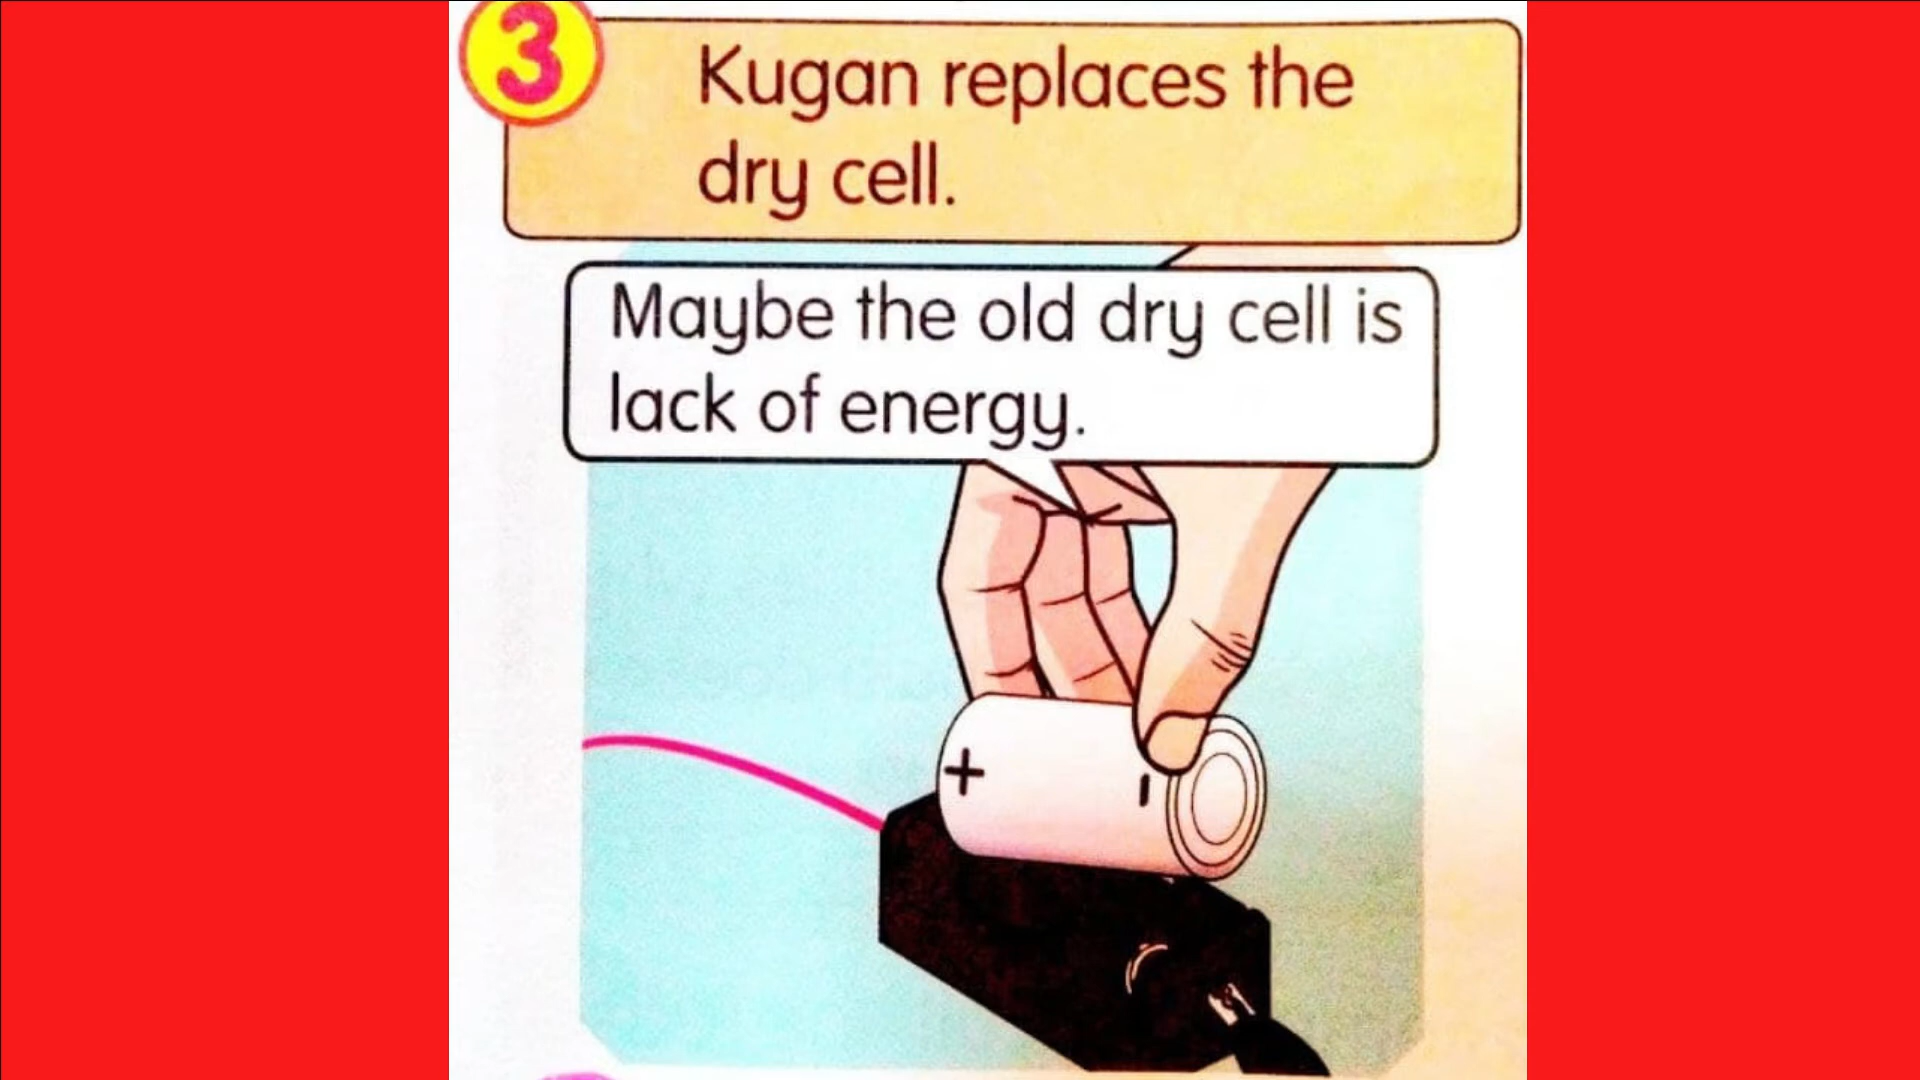 3
Kugan replaces the
dry cell.
Maybe the old dry cell is
lack of energy.
+
-